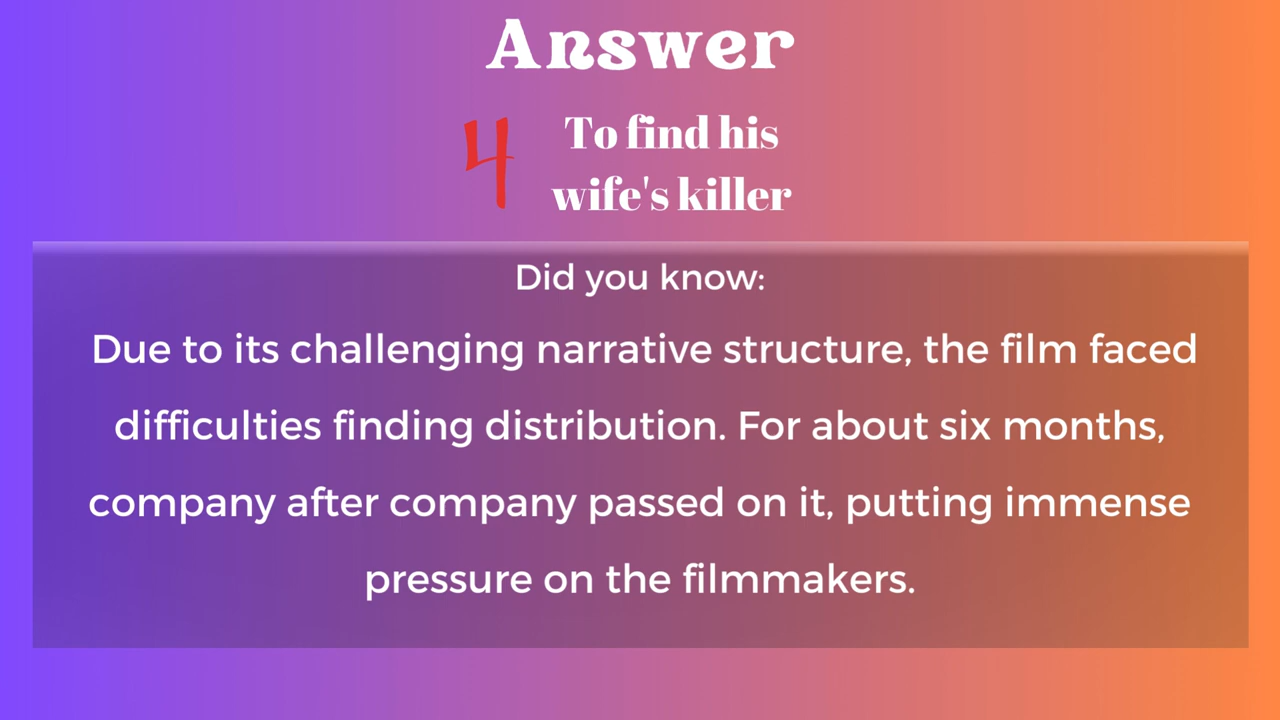 Answer
4
To find his
wife's killer
Did you know:
Due to its challenging narrative structure, the film faced
difficulties finding distribution. For about six months,
company after company passed on it, putting immense
pressure on the filmmakers.